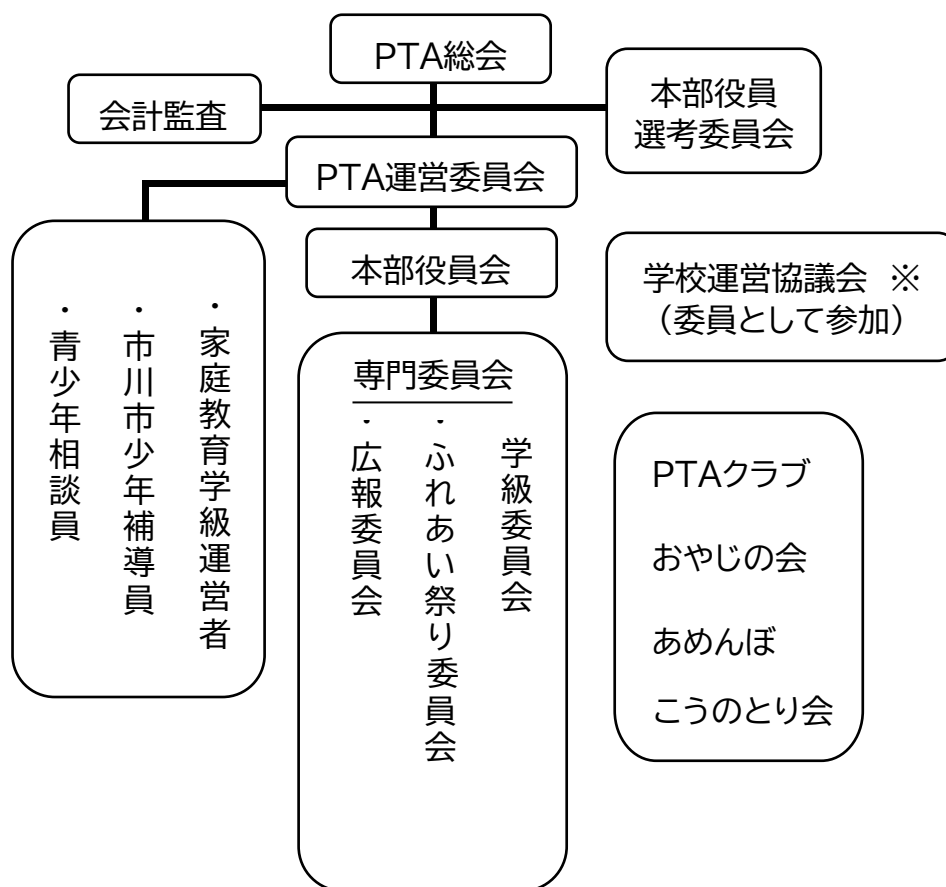 PTA総会
会計監査
本部役員
選考委員会
PTA運営委員会
本部役員会
学校運営協議会 ※
（委員として参加）
・家庭教育学級運営者
・市川市少年補導員
・青少年相談員
専門委員会
学級委員会
・ふれあい祭り委員会
・広報委員会
PTAクラブ
おやじの会
あめんぼ
こうのとり会